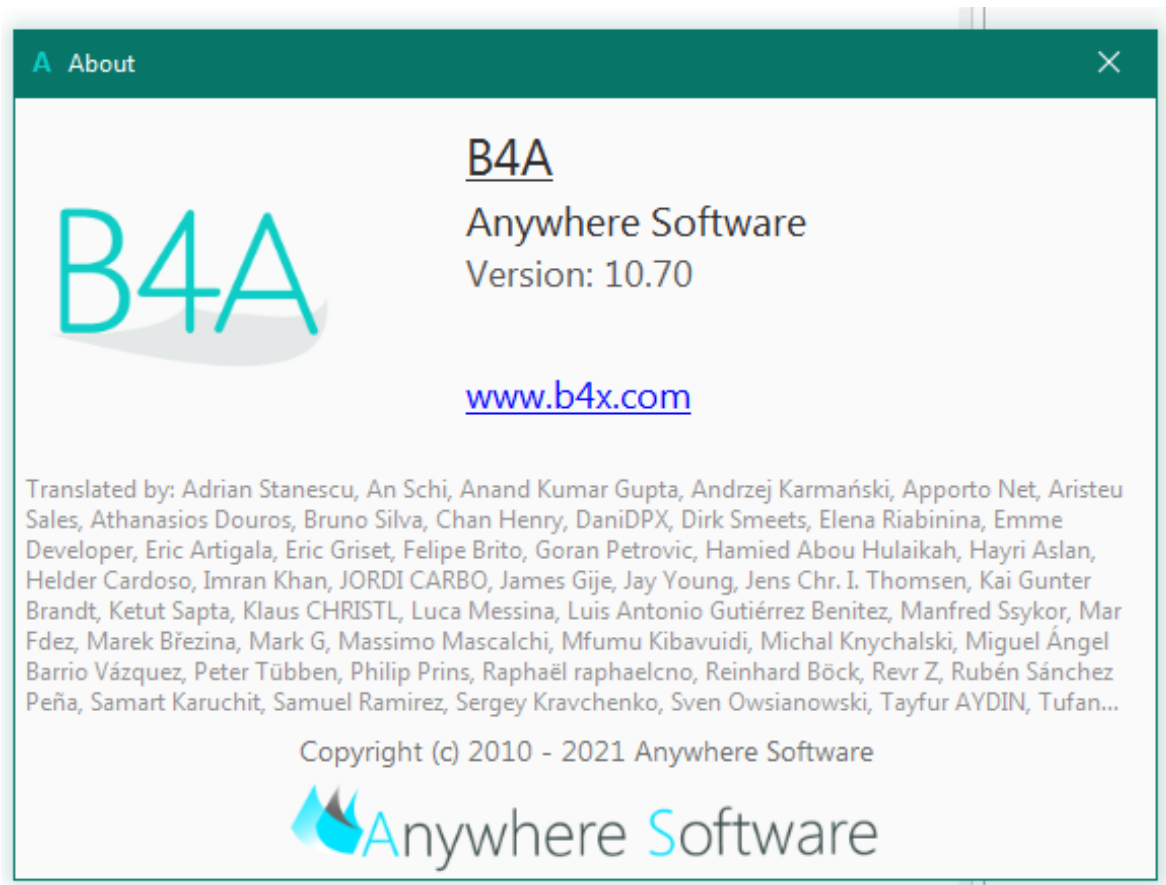 A About
B4A
B4A
Anywhere Software
Version: 10.70
www.b4x.com
Translated by: Adrian Stanescu, An Schi, Anand Kumar Gupta, Andrzej Karmański, Apporto Net, Aristeu
Sales, Athanasios Douros, Bruno Silva, Chan Henry, DaniDPX, Dirk Smeets, Elena Riabinina, Emme
Developer, Eric Artigala, Eric Griset, Felipe Brito, Goran Petrovic, Hamied Abou Hulaikah, Hayri Aslan,
Helder Cardoso, Imran Khan, JORDI CARBO, James Gije, Jay Young, Jens Chr. I. Thomsen, Kai Gunter
Brandt, Ketut Sapta, Klaus CHRISTL, Luca Messina, Luis Antonio Gutiérrez Benitez, Manfred Ssykor, Mar
Fdez, Marek Březina, Mark G, Massimo Mascalchi, Mfumu Kibavuidi, Michal Knychalski, Miguel Ángel
Barrio Vázquez, Peter Tübben, Philip Prins, Raphaël raphaelcno, Reinhard Böck, Revr Z, Rubén Sánchez
Peña, Samart Karuchit, Samuel Ramirez, Sergey Kravchenko, Sven Owsianowski, Tayfur AYDIN, Tufan...
Copyright (c) 2010 - 2021 Anywhere Software
Anywhere Software